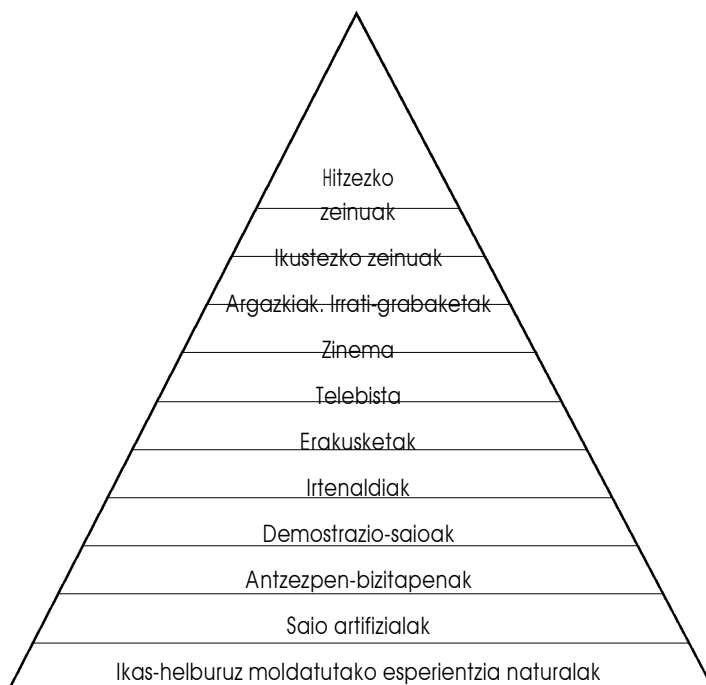 Hitzezko
zeinuak
Ikustezko zeinuak
Argazkiak. Irrati-grabaketak
Zinema
Telebista
Erakusketak
Irtenaldiak
Demostrazio-saioak
Antzezpen-bizitapenak
Saio artifizialak
Ikas-helburuz moldatutako esperientzia naturalak